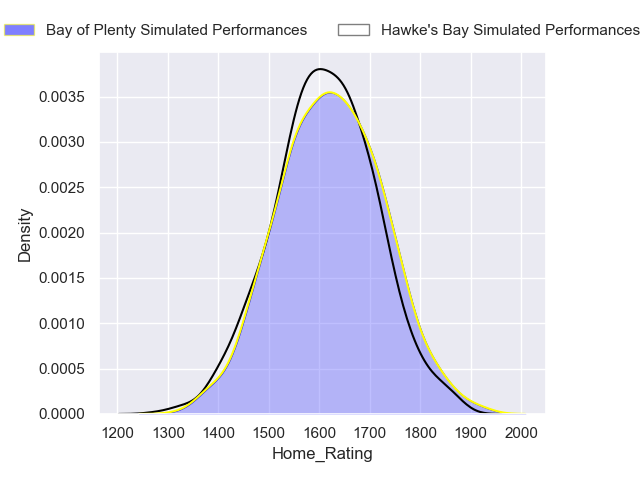 Bay of Plenty Simulated Performances
Hawke's Bay Simulated Performances
0.0035
0.0030
0.0025
0.0020
0.0015
0.0010
0.0005
0.0000
Density
1200 1300 1400 1500 1600 1700 1800 1900 2000
Home_Rating